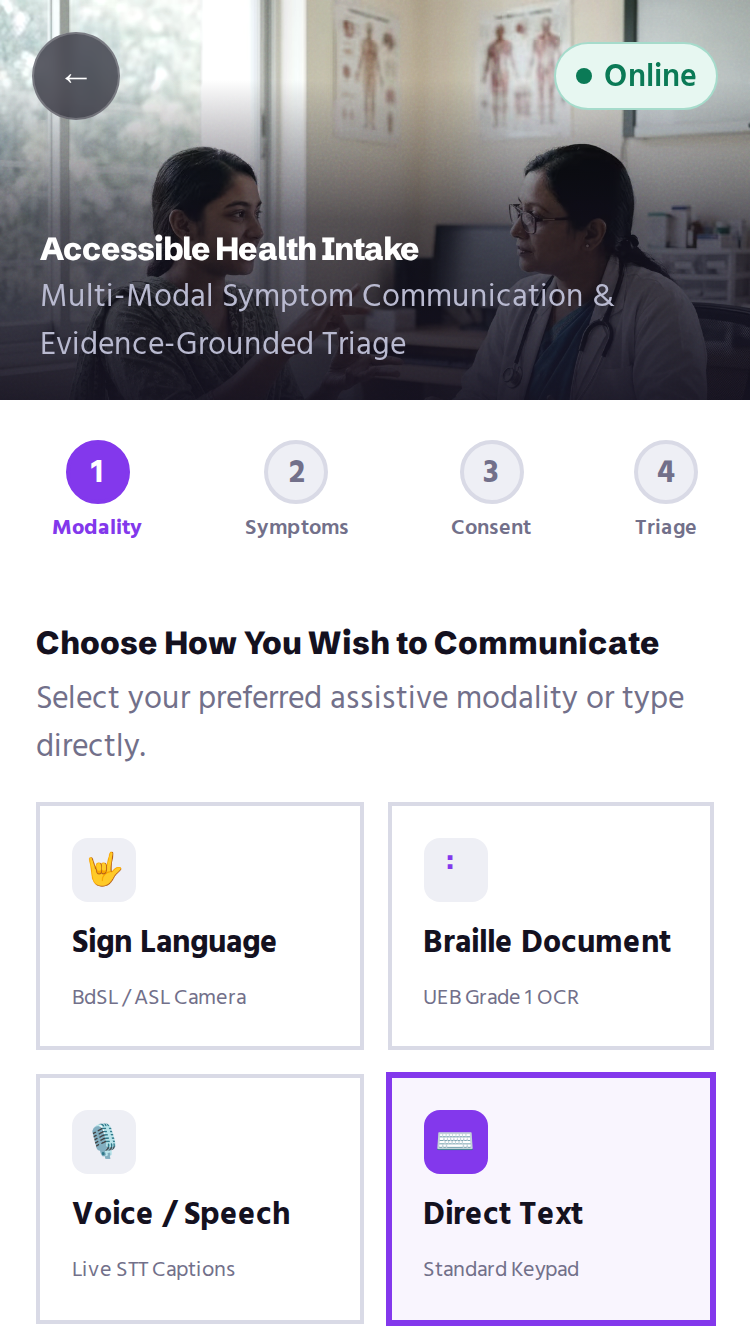 ←
Online
Accessible Health Intake
Multi-Modal Symptom Communication &
Evidence-Grounded Triage
1
2
3
4
Modality
Symptoms
Consent
Triage
Choose How You Wish to Communicate
Select your preferred assistive modality or type
directly.
Sign Language
BdSL / ASL Camera
Braille Document
UEB Grade 1 OCR
Voice / Speech
Live STT Captions
Direct Text
Standard Keypad